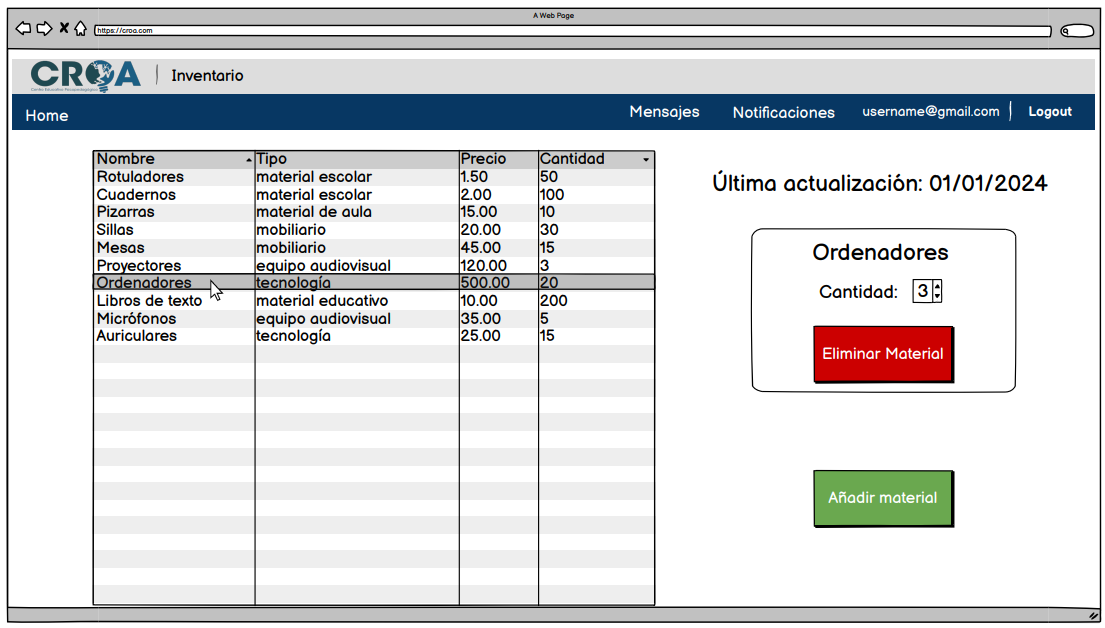 A Web Page
https://croa.com
CROA
Centro Educativo Psicopedagógico
Inventario
Home
Mensajes
Notificaciones
username@gmail.com
Logout
Nombre Tipo Precio Cantidad
Rotuladores material escolar 1.50 50
Cuadernos material escolar 2.00 100
Pizarras material de aula 15.00 10
Sillas mobiliario 20.00 30
Mesas mobiliario 45.00 15
Proyectores equipo audiovisual 120.00 3
Ordenadores tecnología 500.00 20
Libros de texto material educativo 10.00 200
Micrófonos equipo audiovisual 35.00 5
Auriculares tecnología 25.00 15
Última actualización: 01/01/2024
Ordenadores
Cantidad: 3
Eliminar Material
Añadir material